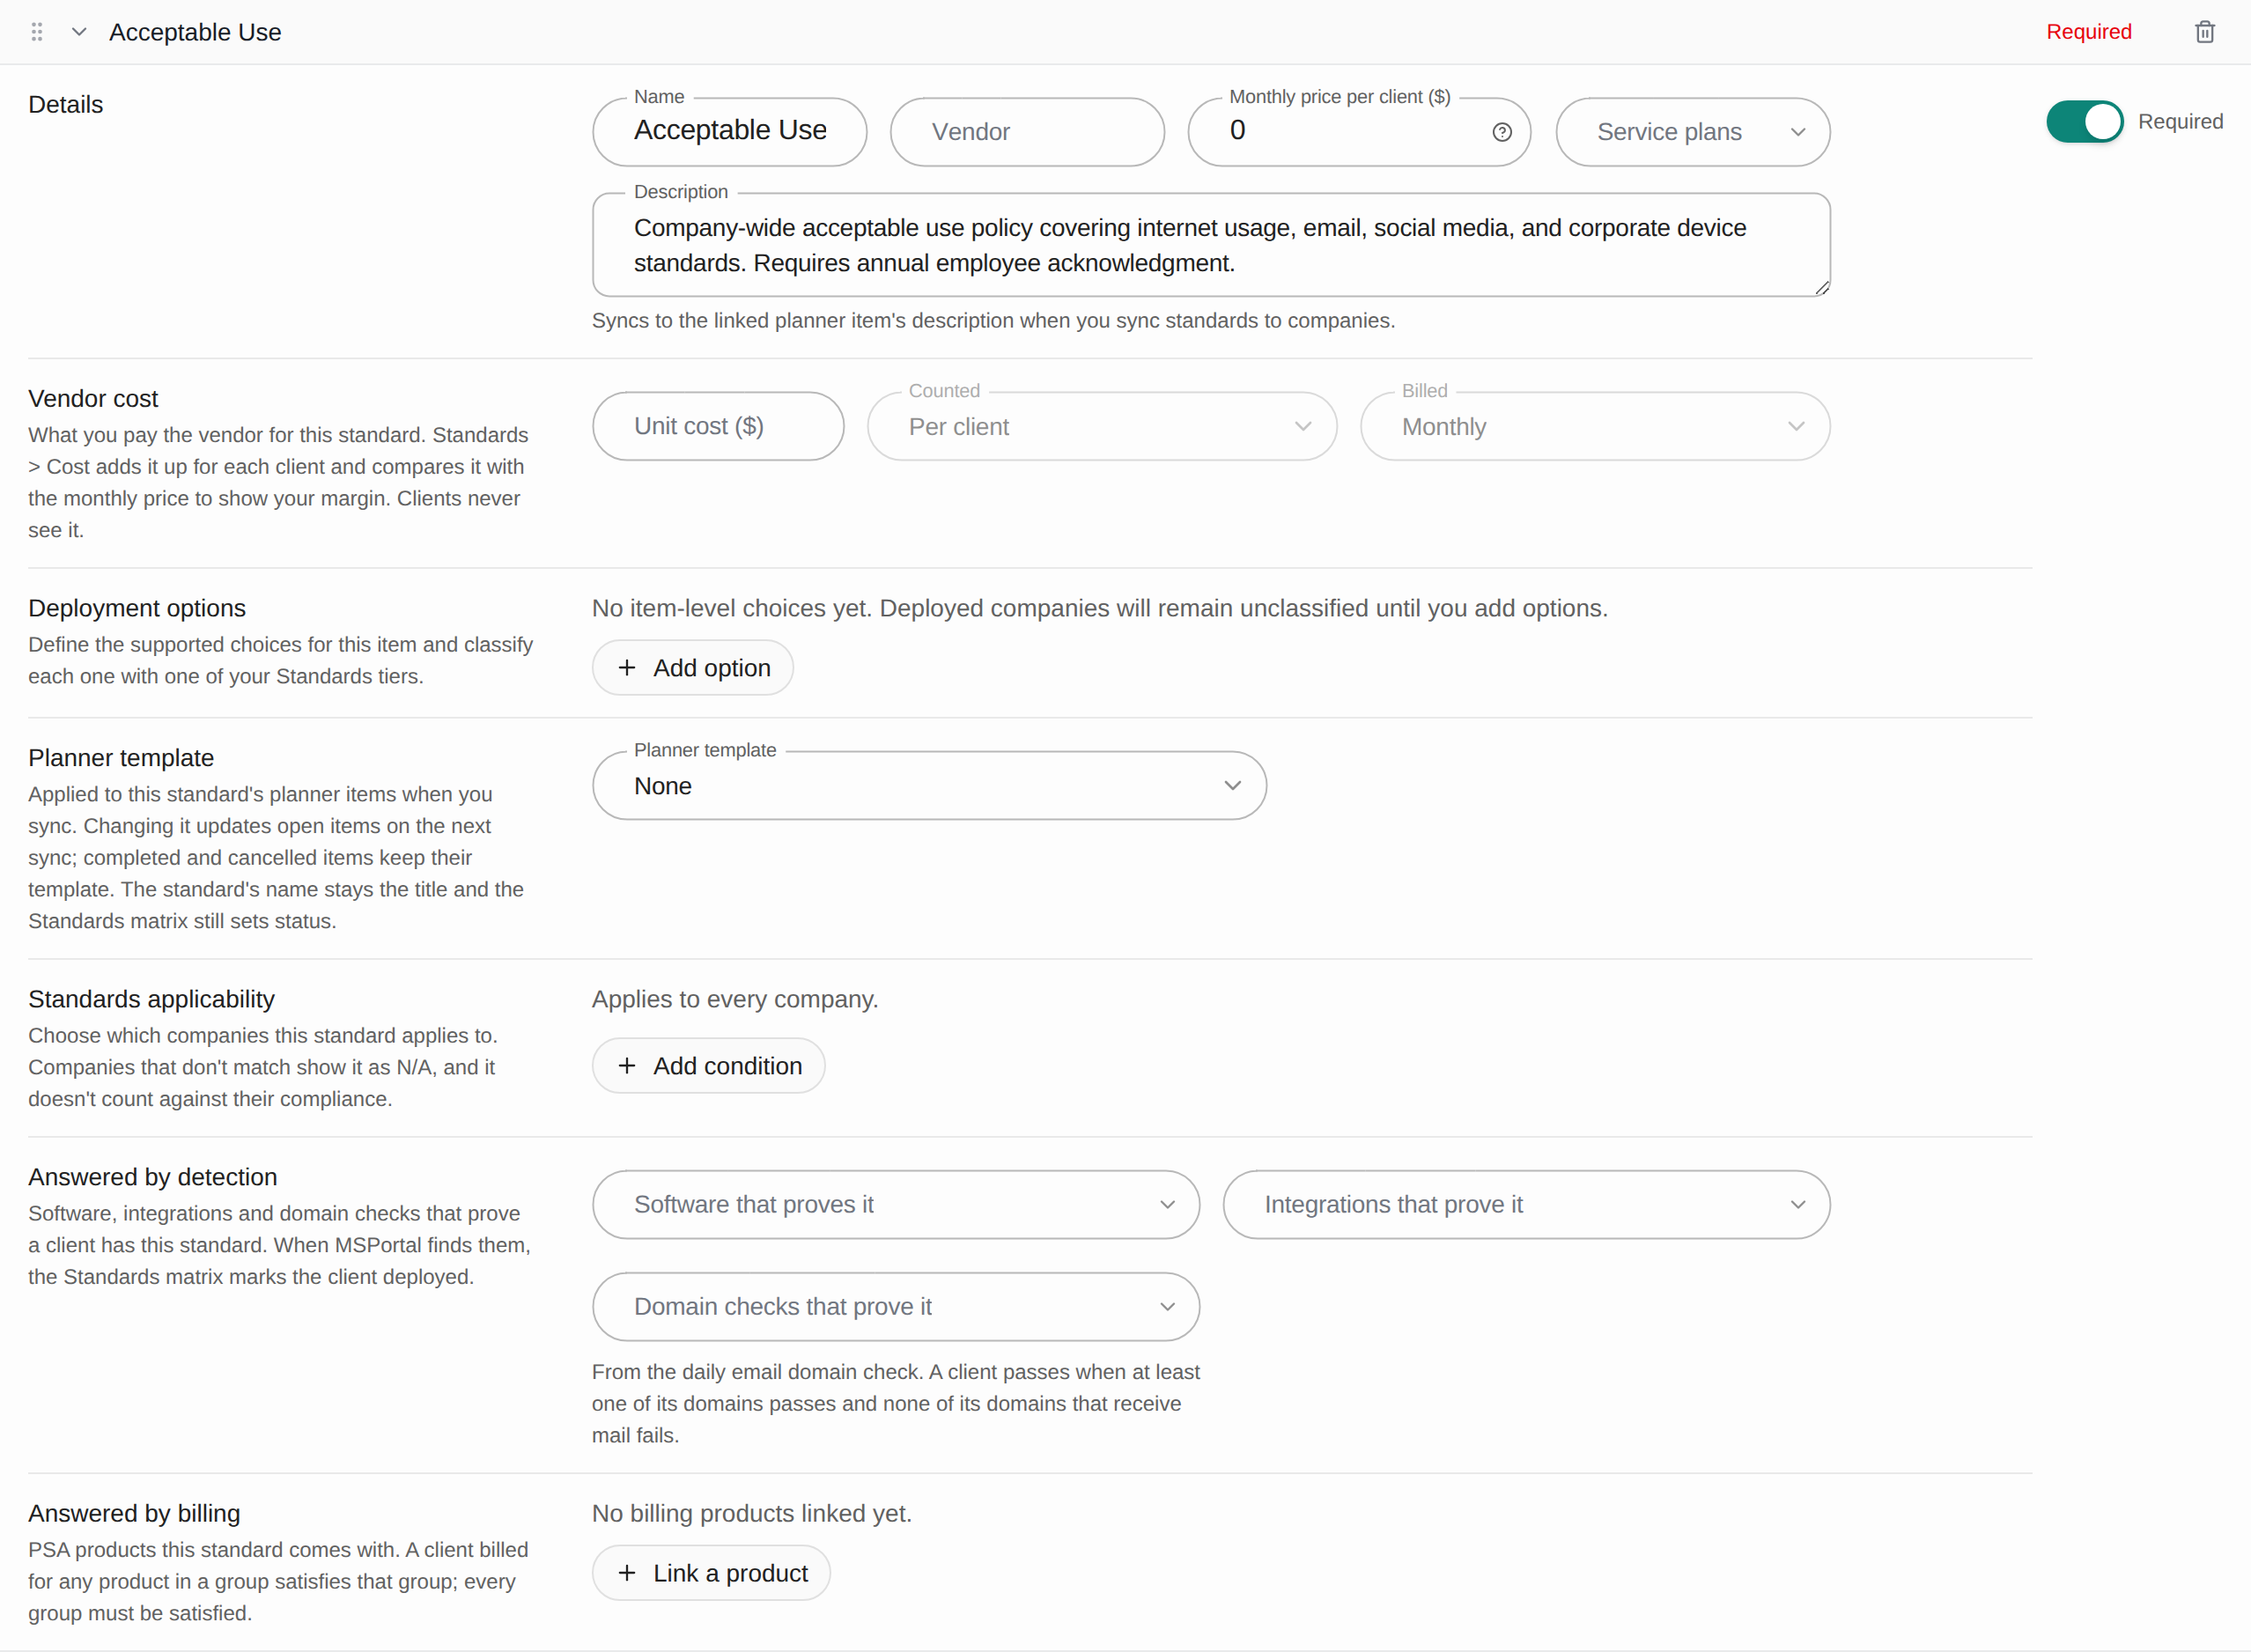 Acceptable Use
Required
Details
Name
Acceptable Use
Vendor
Monthly price per client ($)
0
Service plans
Required
Description
Company-wide acceptable use policy covering internet usage, email, social media, and corporate device
standards. Requires annual employee acknowledgment.
Syncs to the linked planner item's description when you sync standards to companies.
Vendor cost
What you pay the vendor for this standard. Standards
> Cost adds it up for each client and compares it with
the monthly price to show your margin. Clients never
see it.
Unit cost ($)
Counted
Per client
Billed
Monthly
Deployment options
Define the supported choices for this item and classify
each one with one of your Standards tiers.
No item-level choices yet. Deployed companies will remain unclassified until you add options.
Add option
Planner template
Applied to this standard's planner items when you
sync. Changing it updates open items on the next
sync; completed and cancelled items keep their
template. The standard's name stays the title and the
Standards matrix still sets status.
Planner template
None
Standards applicability
Choose which companies this standard applies to.
Companies that don't match show it as N/A, and it
doesn't count against their compliance.
Applies to every company.
Add condition
Answered by detection
Software, integrations and domain checks that prove
a client has this standard. When MSPortal finds them,
the Standards matrix marks the client deployed.
Software that proves it
Integrations that prove it
Domain checks that prove it
From the daily email domain check. A client passes when at least
one of its domains passes and none of its domains that receive
mail fails.
Answered by billing
PSA products this standard comes with. A client billed
for any product in a group satisfies that group; every
group must be satisfied.
No billing products linked yet.
Link a product